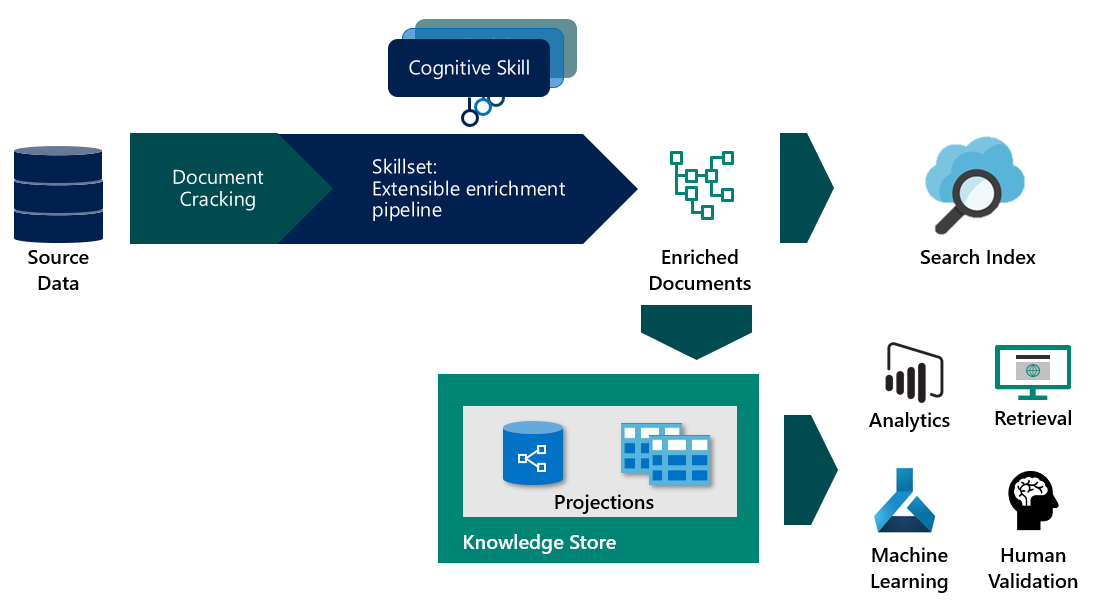 Cognitive Skill
Document
Cracking
Skillset:
Extensible enrichment
pipeline
Source
Data
Enriched
Documents
Search Index
Analytics
Retrieval
Projections
Knowledge Store
Machine
Learning
Human
Validation